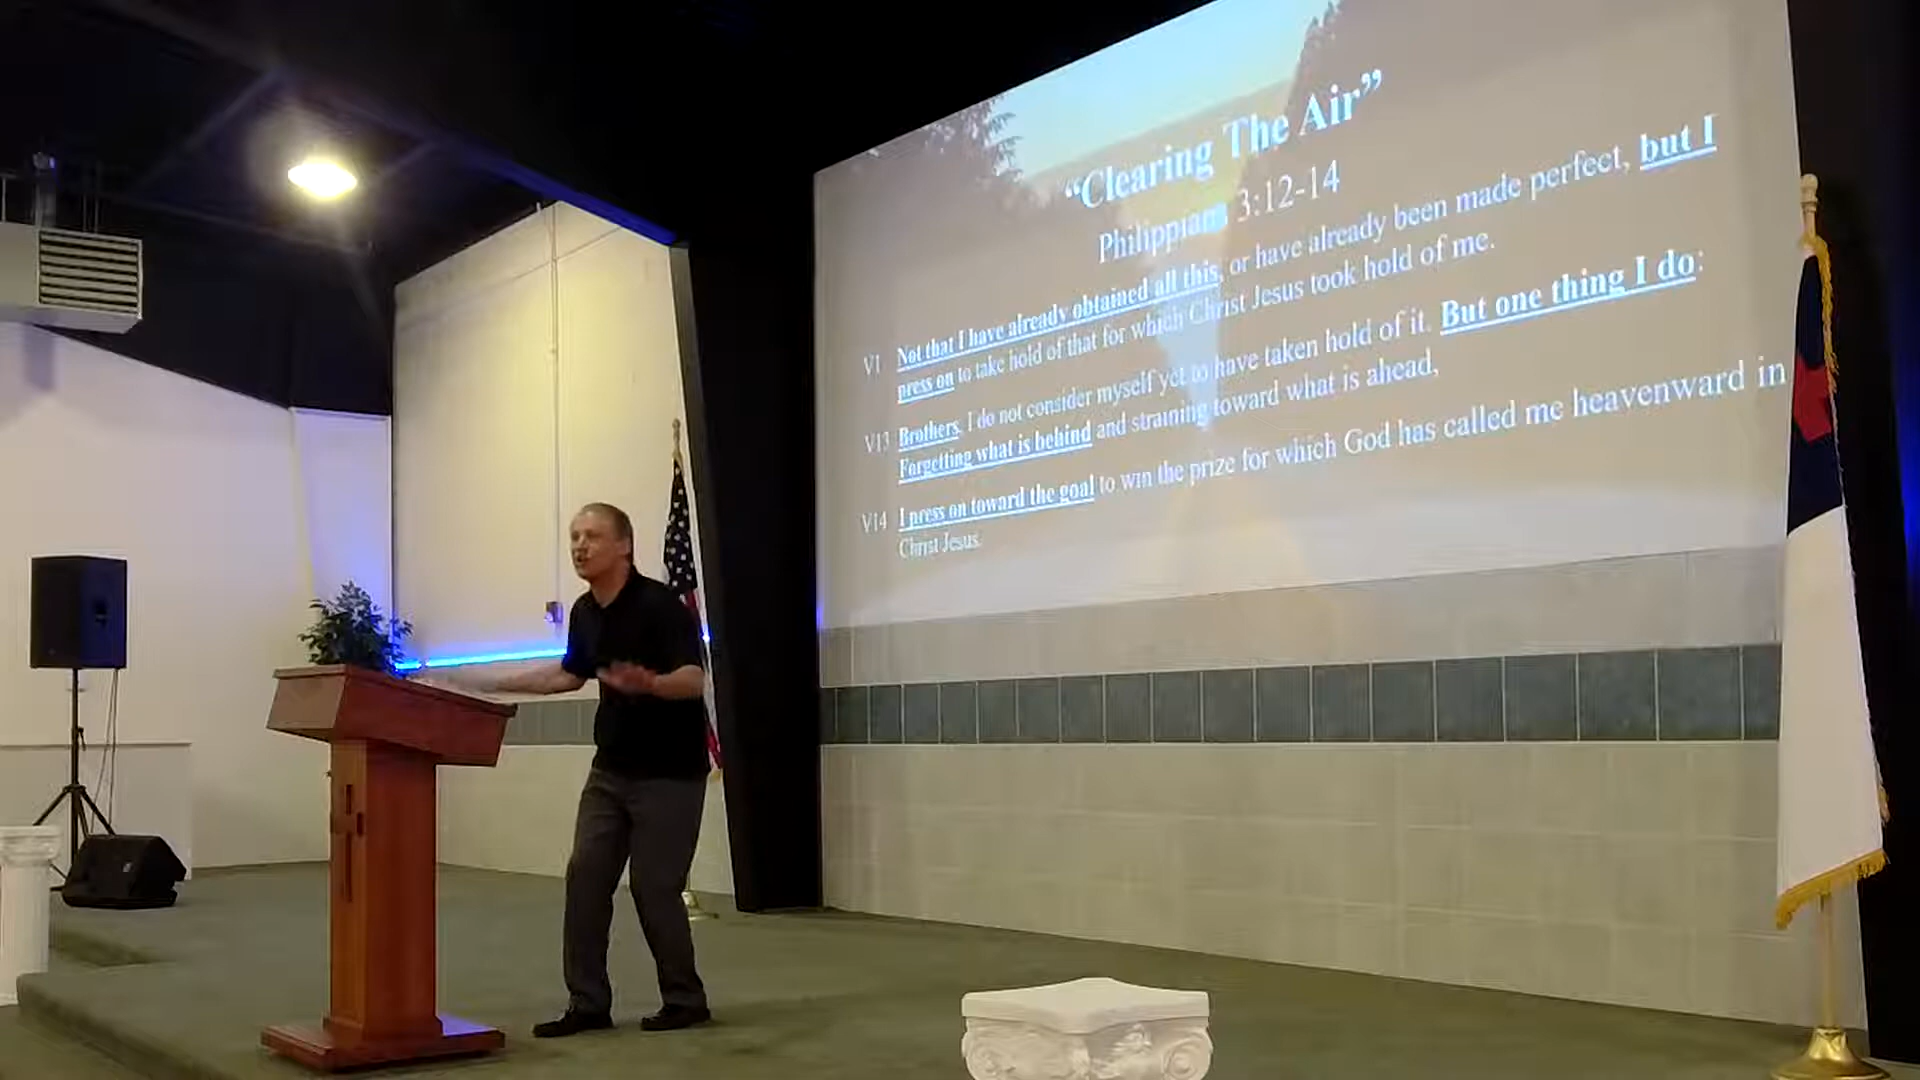 “Clearing The Air”
Philippians 3:12-14
V1 Not that I have already obtained all this, or have already been made perfect, but I
press on to take hold of that for which Christ Jesus took hold of me.
V13 Brothers, I do not consider myself yet to have taken hold of it. But one thing I do:
Forgetting what is behind and straining toward what is ahead,
V14 I press on toward the goal to win the prize for which God has called me heavenward in
Christ Jesus.